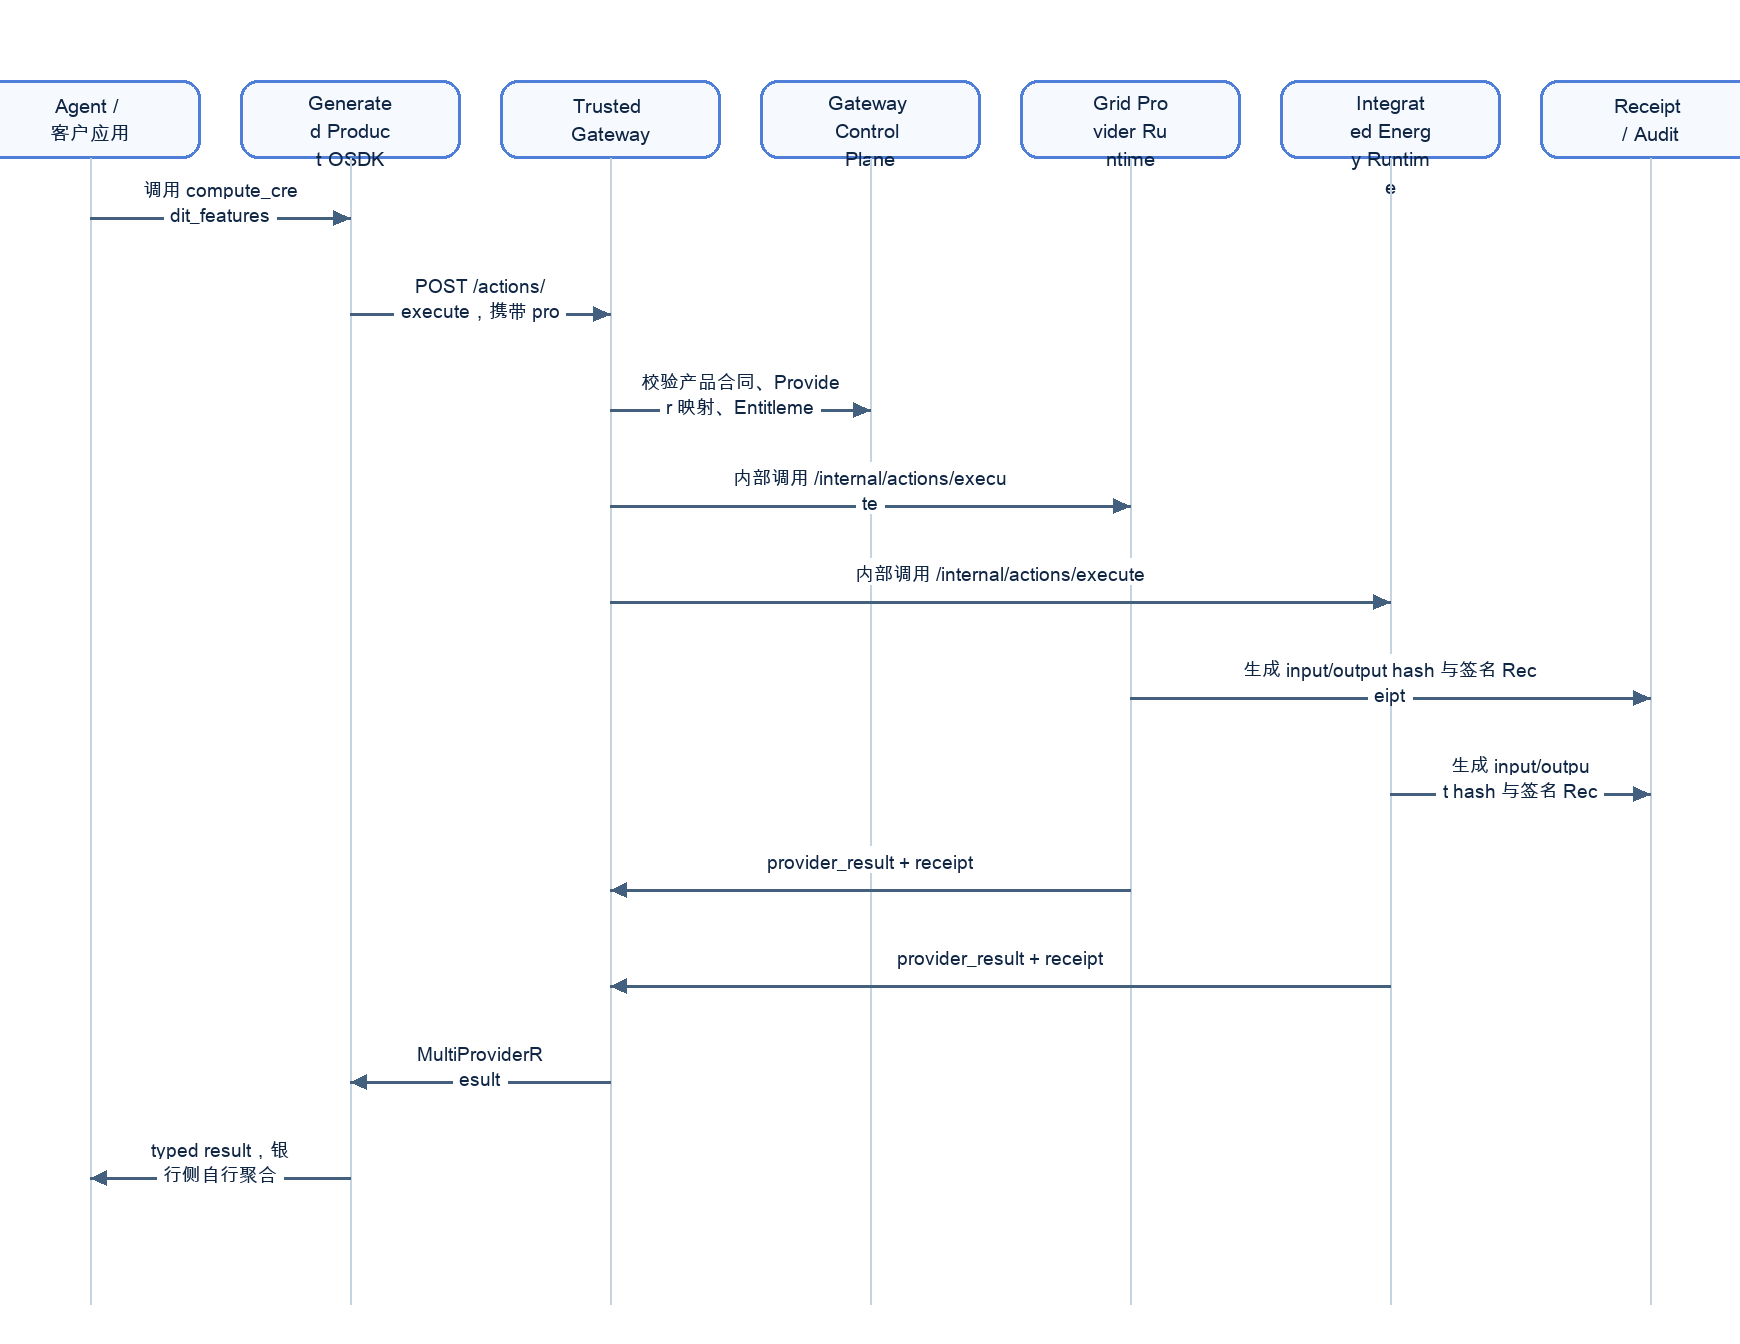 Agent /
客户应用
Generate
d Produc
t OSDK
Trusted
Gateway
Gateway
Control
Plane
Grid Pro
vider Ru
ntime
Integrat
ed Energ
y Runtim
e
Receipt
/ Audit
调用 compute_cre
dit_features
POST /actions/
execute，携带 pro
校验产品合同、Provide
r 映射、Entitleme
内部调用 /internal/actions/execu
te
内部调用 /internal/actions/execute
生成 input/output hash 与签名 Rec
eipt
生成 input/outpu
t hash 与签名 Rec
provider_result + receipt
provider_result + receipt
MultiProviderR
esult
typed result，银
行侧自行聚合